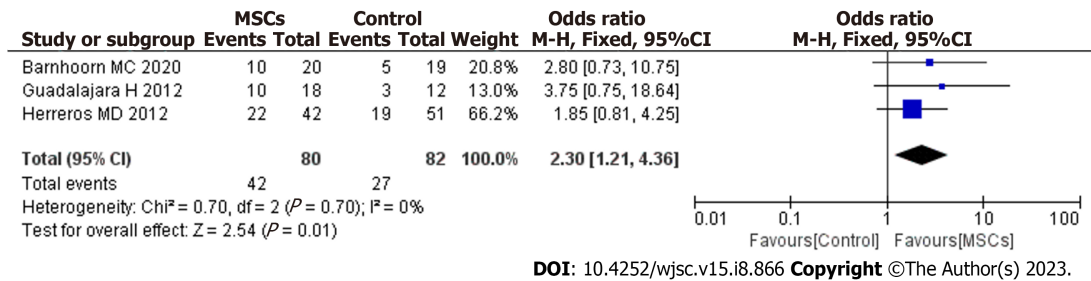 MSCs Control Odds ratio Odds ratio
Study or subgroup Events Total Events Total Weight M-H, Fixed, 95%CI M-H, Fixed, 95%CI
Barnhoorn MC 2020 10 20 5 19 20.8% 2.80 [0.73, 10.75]
Guadalajara H 2012 10 18 3 12 13.0% 3.75 [0.75, 18.64]
Herreros MD 2012 22 42 19 51 66.2% 1.85 [0.81, 4.25]
Total (95% CI) 80 82 100.0% 2.30 [1.21, 4.36]
Total events 42 27
Heterogeneity: Chi² = 0.70, df = 2 (P = 0.70); I² = 0%
Test for overall effect: Z = 2.54 (P = 0.01)
0.01 0.1 1 10 100
Favours[Control] Favours[MSCs]
DOI: 10.4252/wjsc.v15.i8.866 Copyright ©The Author(s) 2023.